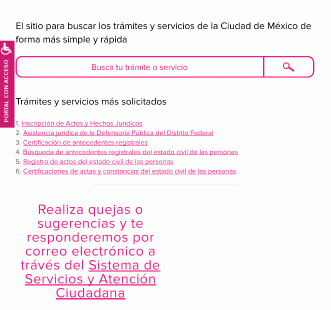 El sitio para buscar los trámites y servicios de la Ciudad de México de
forma más simple y rápida
PORTAL CON ACCESO
Busca tu trámite o servicio
Trámites y servicios más solicitados
1. Inscripción de Actos y Hechos Jurídicos
2. Asistencia jurídica de la Defensoría Publica del Distrito Federal
3. Certificación de antecedentes registrales
4. Búsqueda de antecedentes registrales del estado civil de las personas
5. Registro de actos del estado civil de las personas
6. Certificaciones de actas y constancias del estado civil de las personas
Realiza quejas o
sugerencias y te
responderemos por
correo electrónico a
trávés del Sistema de
Servicios y Atención
Ciudadana